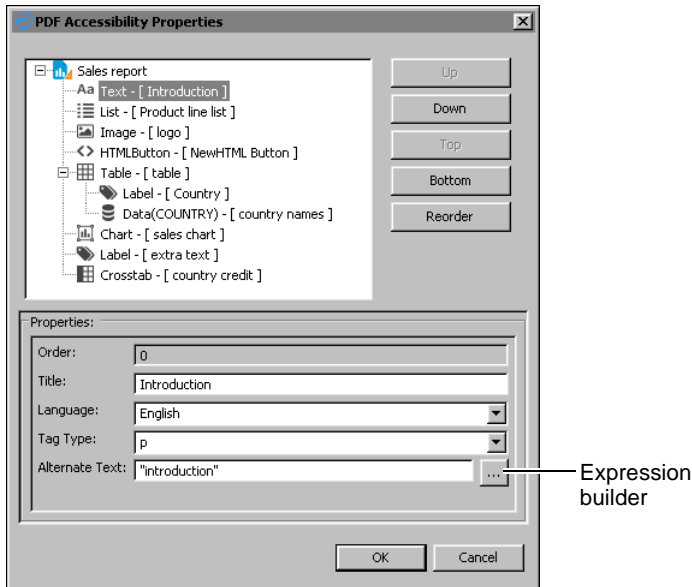 PDF Accessibility Properties
Sales report
Aa Text - [ Introduction ]
List - [ Product line list ]
Image - [ logo ]
HTMLButton - [ NewHTML Button ]
Table - [ table ]
Label - [ Country ]
Data(COUNTRY) - [ country names ]
Chart - [ sales chart ]
Label - [ extra text ]
Crosstab - [ country credit ]
Up
Down
Top
Bottom
Reorder
Properties:
Order: 0
Title: Introduction
Language: English
Tag Type: p
Alternate Text: "introduction" ...
Expression
builder
OK Cancel